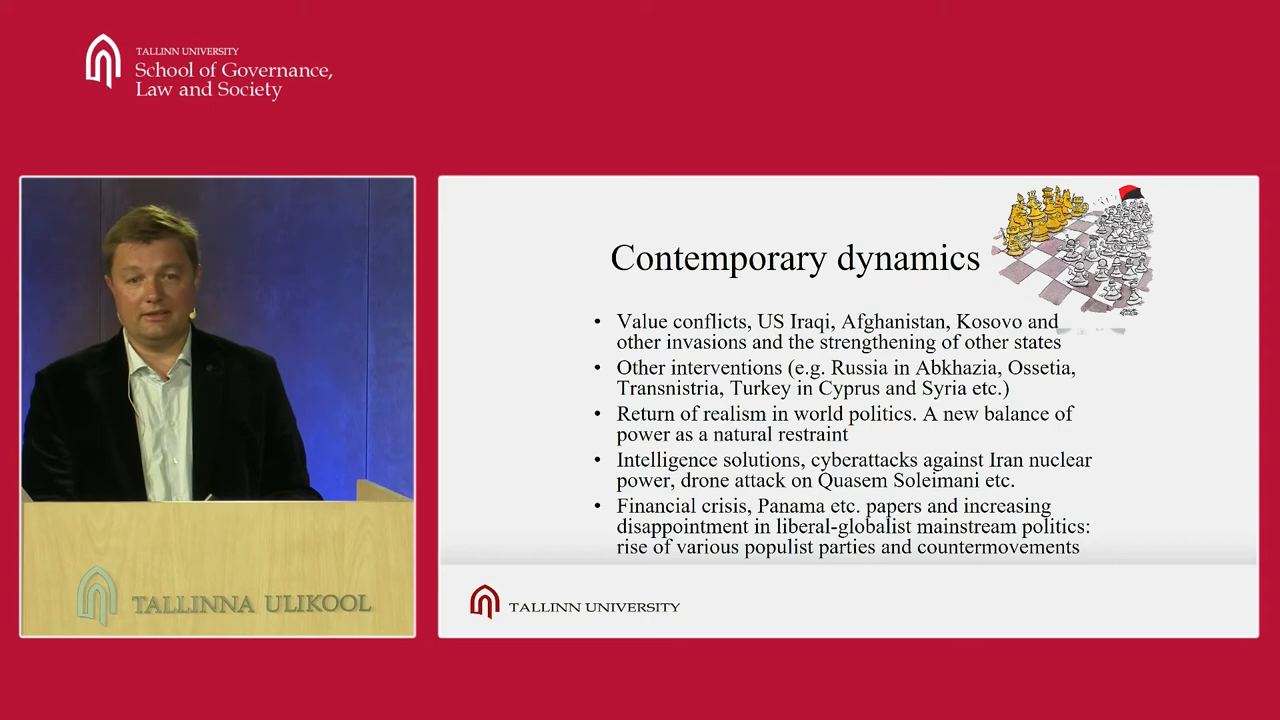 TALLINN UNIVERSITY
School of Governance,
Law and Society
TALLINNA ULIKOOL
Contemporary dynamics
• Value conflicts, US Iraqi, Afghanistan, Kosovo and
other invasions and the strengthening of other states
• Other interventions (e.g. Russia in Abkhazia, Ossetia,
Transnistria, Turkey in Cyprus and Syria etc.)
• Return of realism in world politics. A new balance of
power as a natural restraint
• Intelligence solutions, cyberattacks against Iran nuclear
power, drone attack on Quasem Soleimani etc.
• Financial crisis, Panama etc. papers and increasing
disappointment in liberal-globalist mainstream politics:
rise of various populist parties and countermovements
TALLINN UNIVERSITY